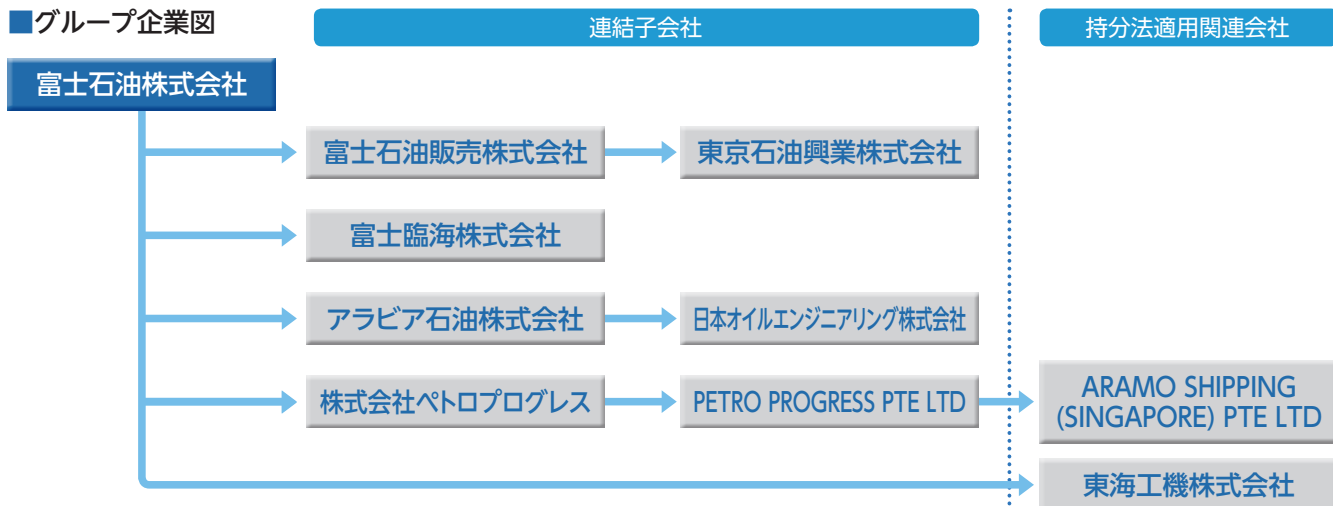 ■グループ企業図
連結子会社
持分法適用関連会社
富士石油株式会社
富士石油販売株式会社
東京石油興業株式会社
富士臨海株式会社
アラビア石油株式会社
日本オイルエンジニアリング株式会社
株式会社ペトロプログレス
PETRO PROGRESS PTE LTD
ARAMO SHIPPING
(SINGAPORE) PTE LTD
東海工機株式会社